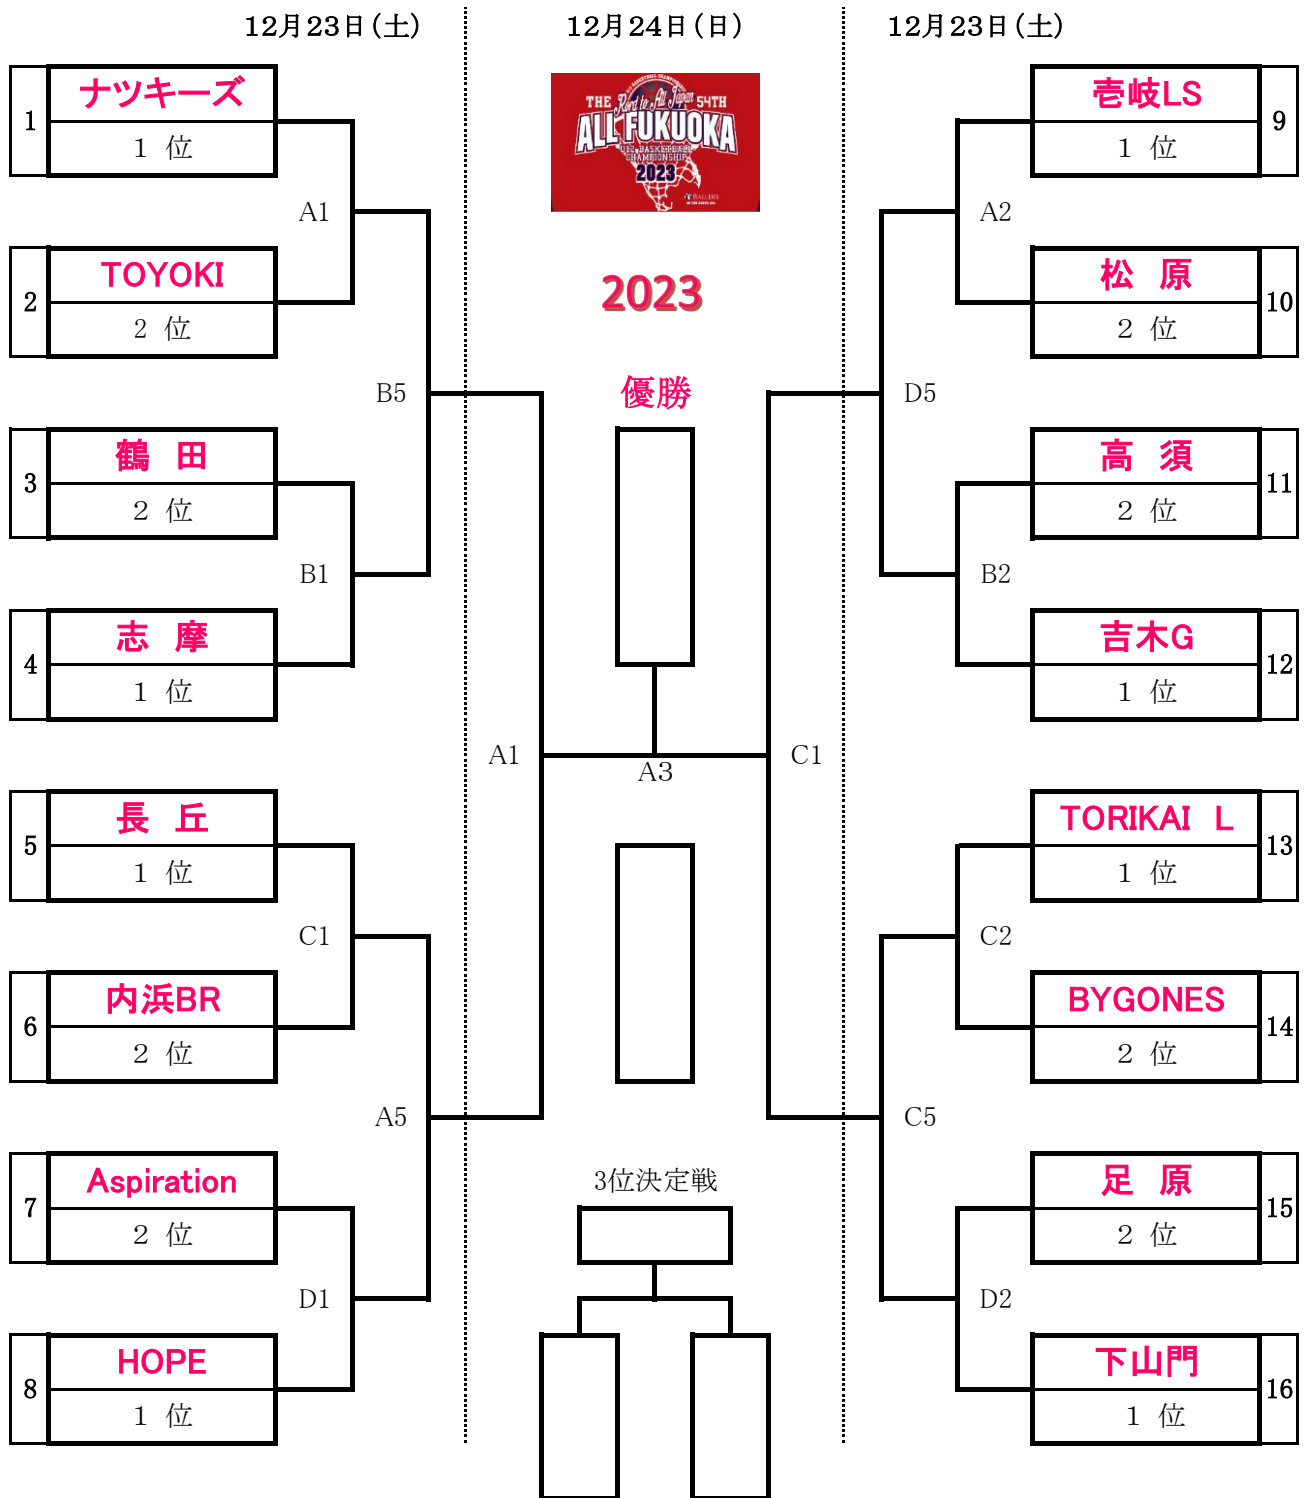 12月23日(土)
12月24日(日)
12月23日(土)
1
ナツキーズ
1 位
A1
2
TOYOKI
2 位
B5
3
鶴 田
2 位
B1
4
志 摩
1 位
5
長 丘
1 位
C1
6
内浜BR
2 位
A5
7
Aspiration
2 位
D1
8
HOPE
1 位
THE Road to All Japan 54TH
ALL FUKUOKA
U12 BASKETBALL
CHAMPIONSHIP
2023
2023
優勝
A1
A3
C1
3位決定戦
壱岐LS
9
1 位
A2
松 原
10
2 位
D5
高 須
11
2 位
B2
吉木G
12
1 位
TORIKAI L
13
1 位
C2
BYGONES
14
2 位
C5
足 原
15
2 位
D2
下山門
16
1 位